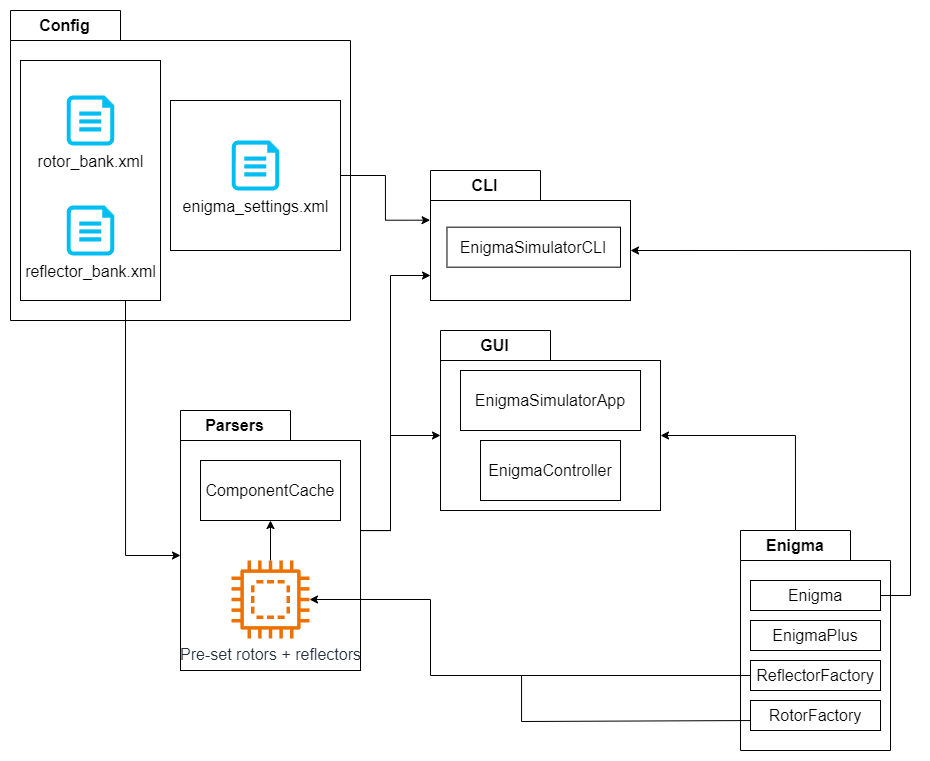 Config
rotor_bank.xml
reflector_bank.xml
enigma_settings.xml
CLI
EnigmaSimulatorCLI
GUI
EnigmaSimulatorApp
EnigmaController
Parsers
ComponentCache
Pre-set rotors + reflectors
Enigma
Enigma
EnigmaPlus
ReflectorFactory
RotorFactory